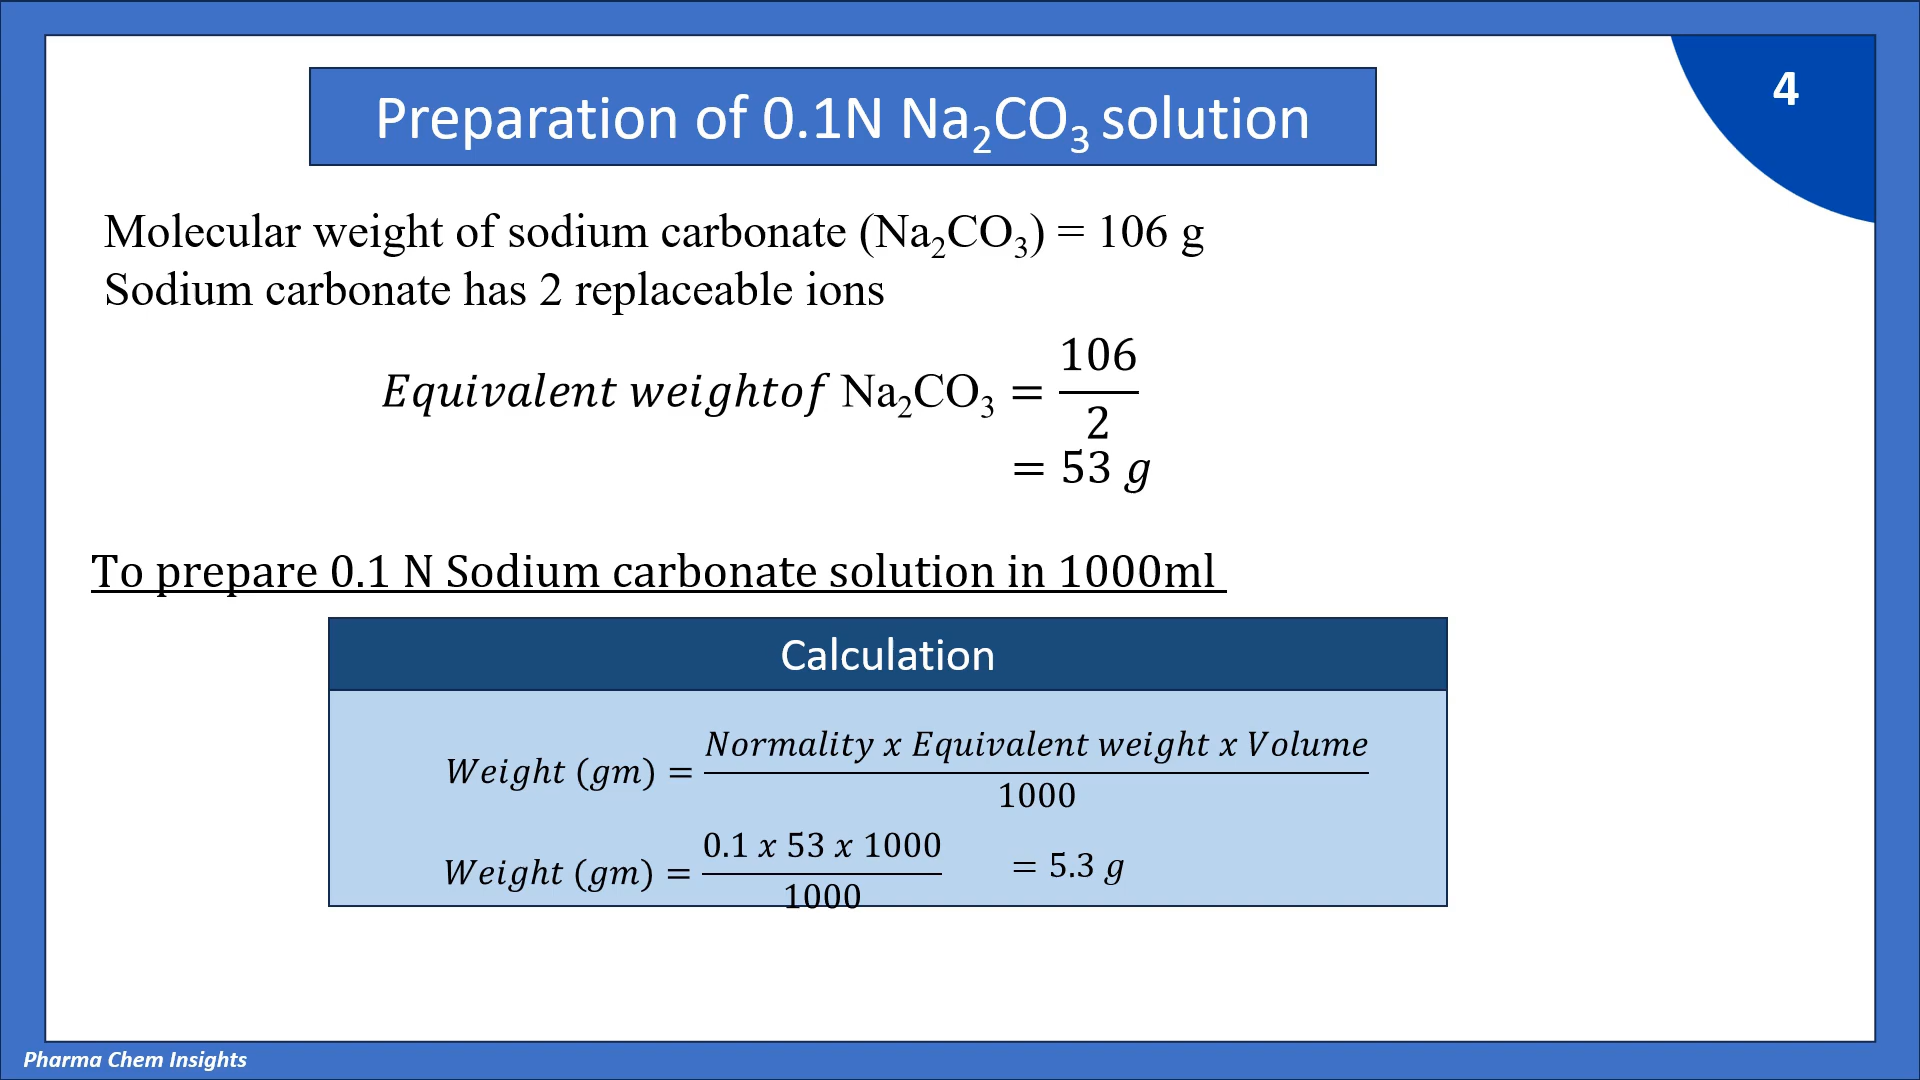 4
Preparation of 0.1N Na₂CO₃ solution
Molecular weight of sodium carbonate (Na₂CO₃) = 106 g
Sodium carbonate has 2 replaceable ions
Equivalent weightof Na₂CO₃ = 106/2
= 53 g
To prepare 0.1 N Sodium carbonate solution in 1000ml
Calculation
Weight (gm) = Normality x Equivalent weight x Volume/1000
Weight (gm) = 0.1 x 53 x 1000/1000 = 5.3 g
Pharma Chem Insights